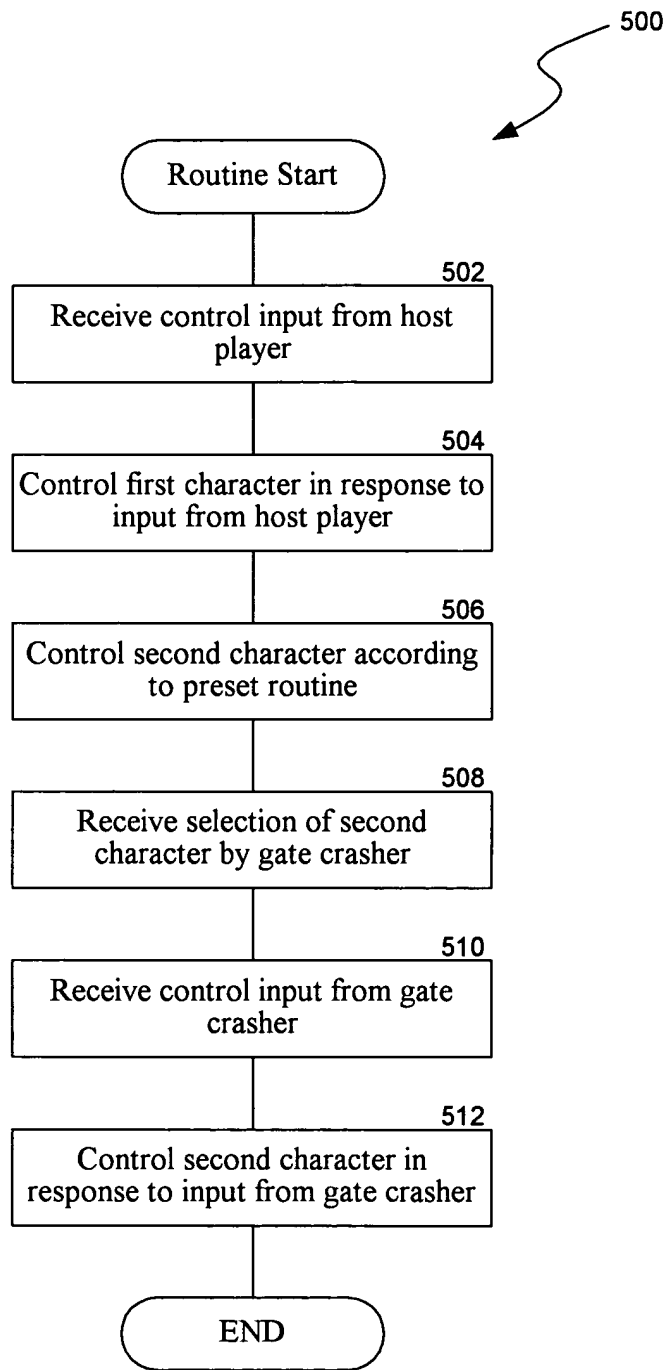 500
Routine Start
502
Receive control input from host
player
504
Control first character in response to
input from host player
506
Control second character according
to preset routine
508
Receive selection of second
character by gate crasher
510
Receive control input from gate
crasher
512
Control second character in
response to input from gate crasher
END